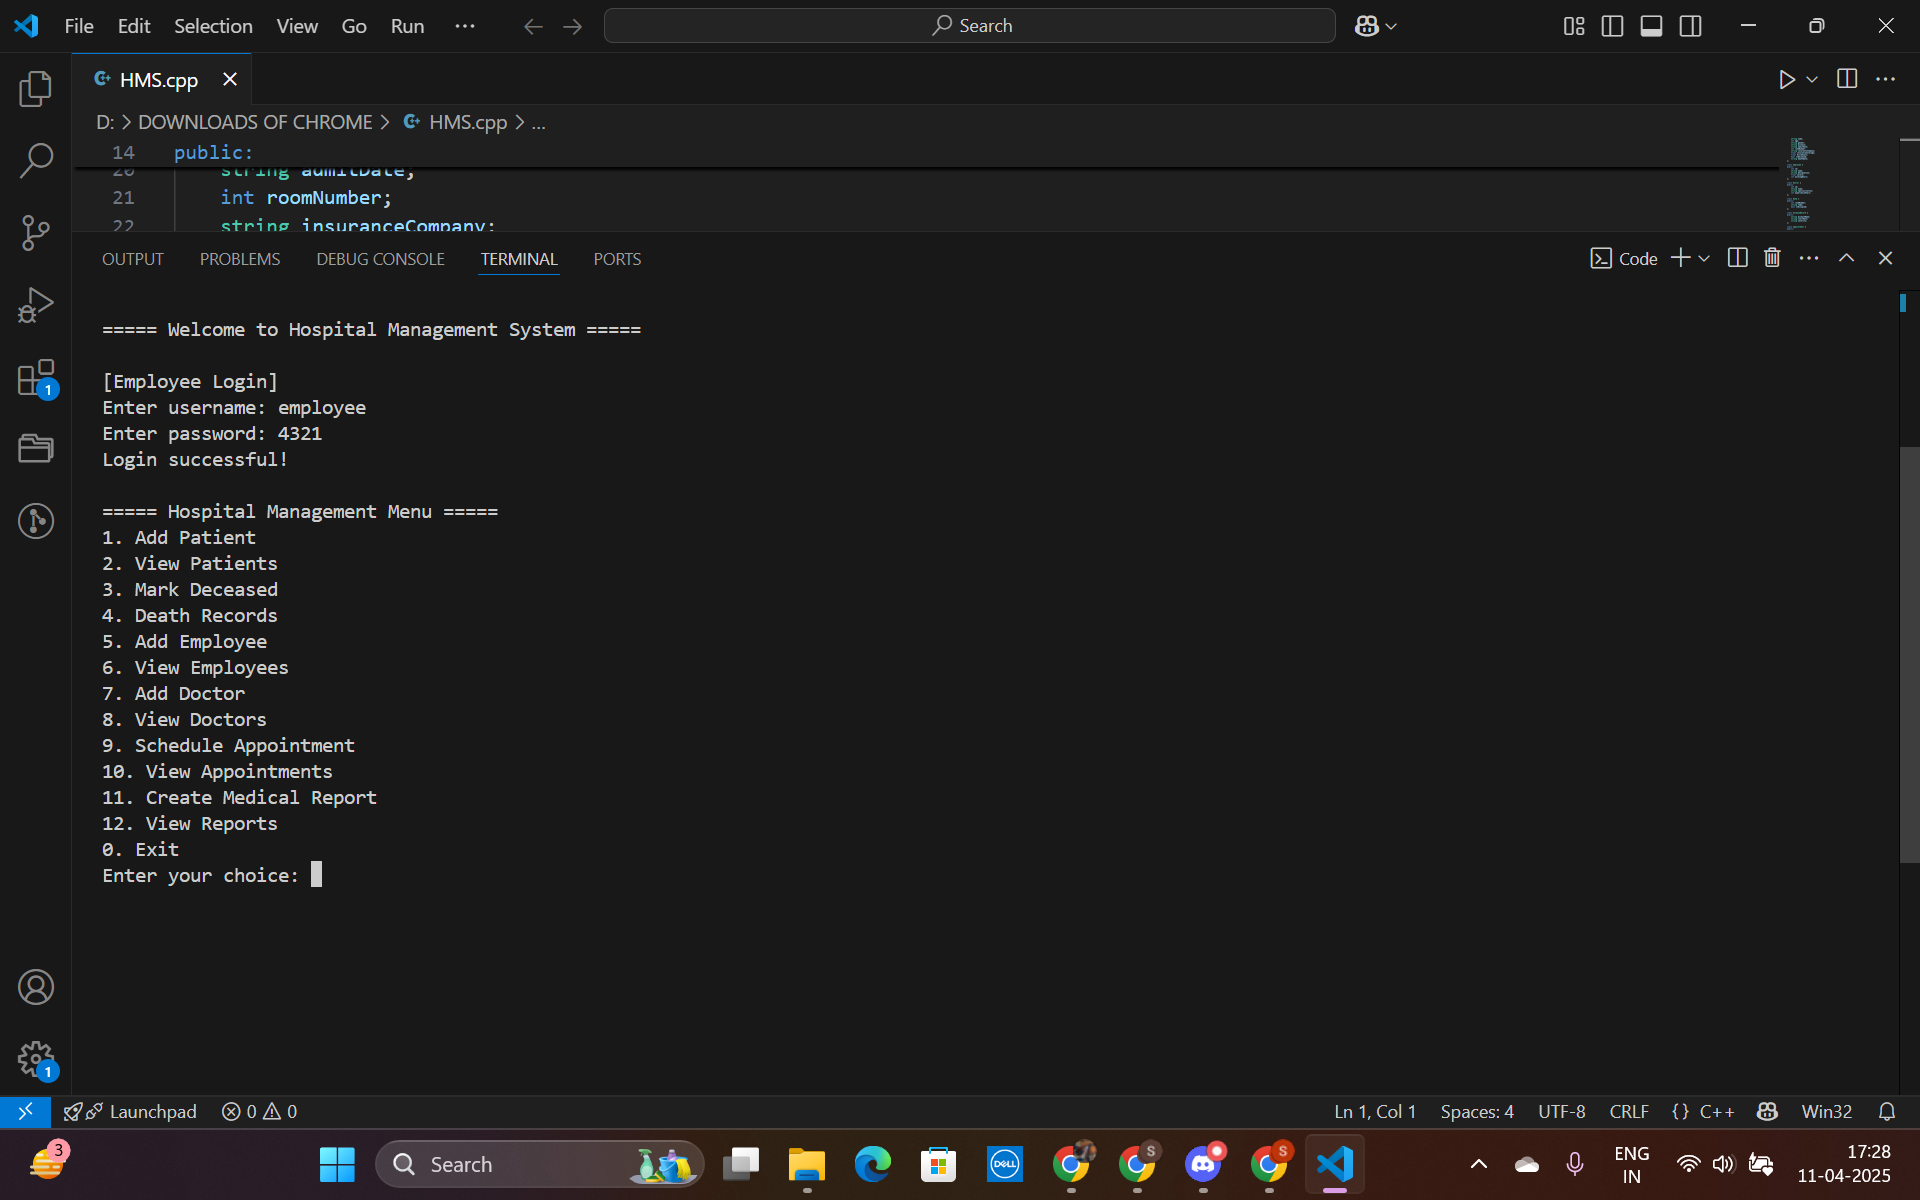 File Edit Selection View Go Run ··· Search
HMS.cpp
D: > DOWNLOADS OF CHROME > HMS.cpp > ...
14 public:
20 string admitDate;
21 int roomNumber;
22 string insuranceCompany;
OUTPUT PROBLEMS DEBUG CONSOLE TERMINAL PORTS Code
===== Welcome to Hospital Management System =====
[Employee Login]
Enter username: employee
Enter password: 4321
Login successful!
===== Hospital Management Menu =====
1. Add Patient
2. View Patients
3. Mark Deceased
4. Death Records
5. Add Employee
6. View Employees
7. Add Doctor
8. View Doctors
9. Schedule Appointment
10. View Appointments
11. Create Medical Report
12. View Reports
0. Exit
Enter your choice:
1
1
Launchpad 0 0 Ln 1, Col 1 Spaces: 4 UTF-8 CRLF {} C++ Win32
3 Search DELL S S ENG 17:28
IN 11-04-2025